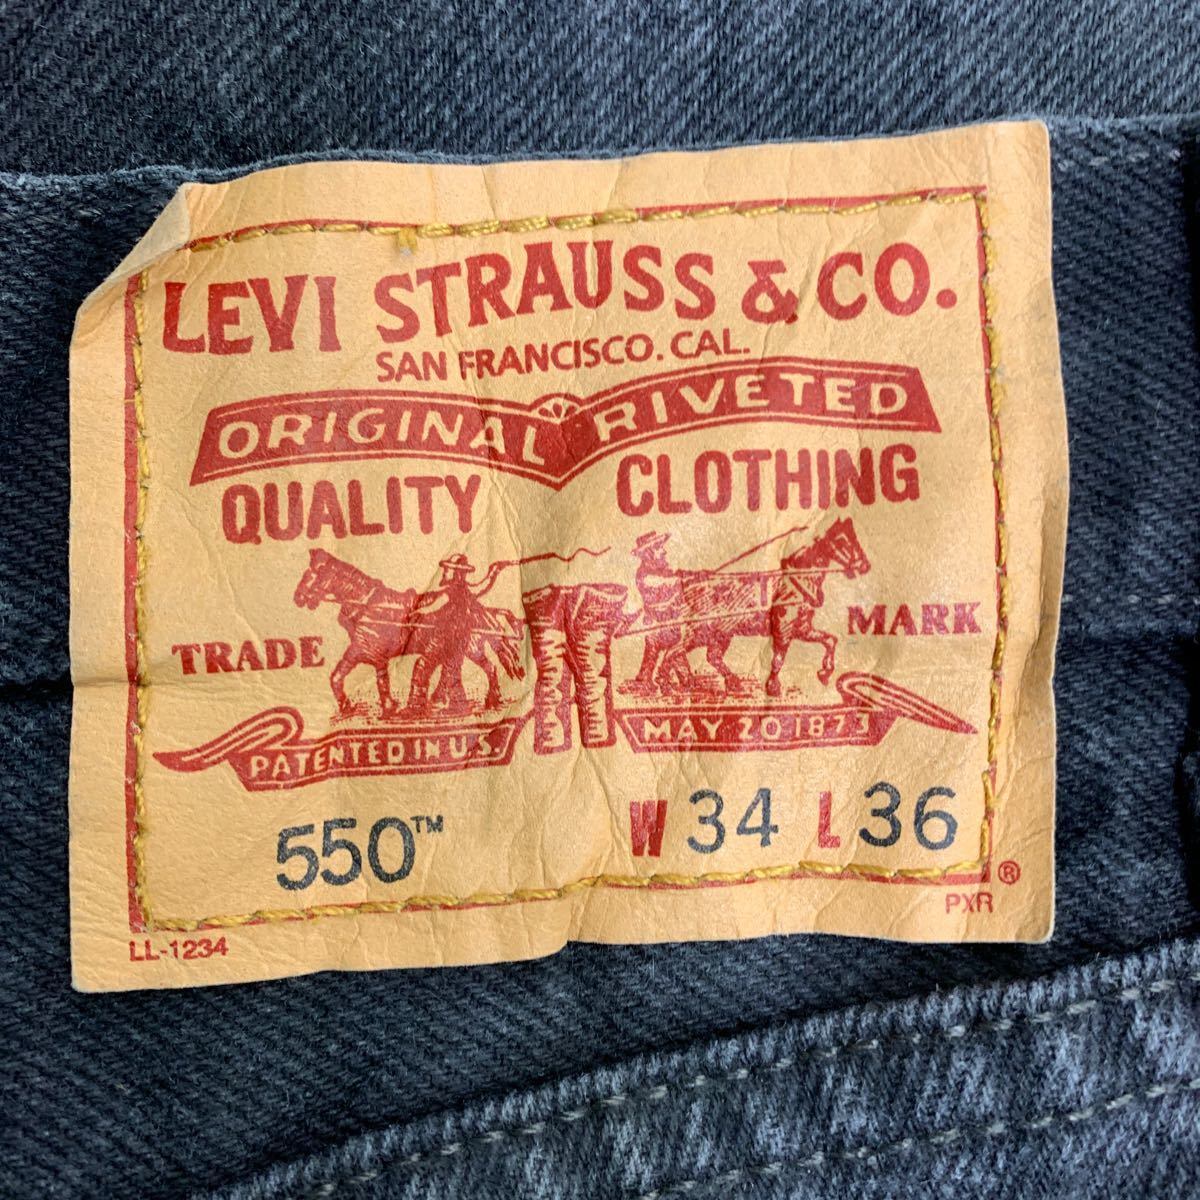 LEVI STRAUSS & CO.
SAN FRANCISCO. CAL.
ORIGINAL RIVETED
QUALITY CLOTHING
TRADE MARK
PATENTED IN U.S. MAY 20 1873
550™ W 34 L 36
®
LL-1234 PXR